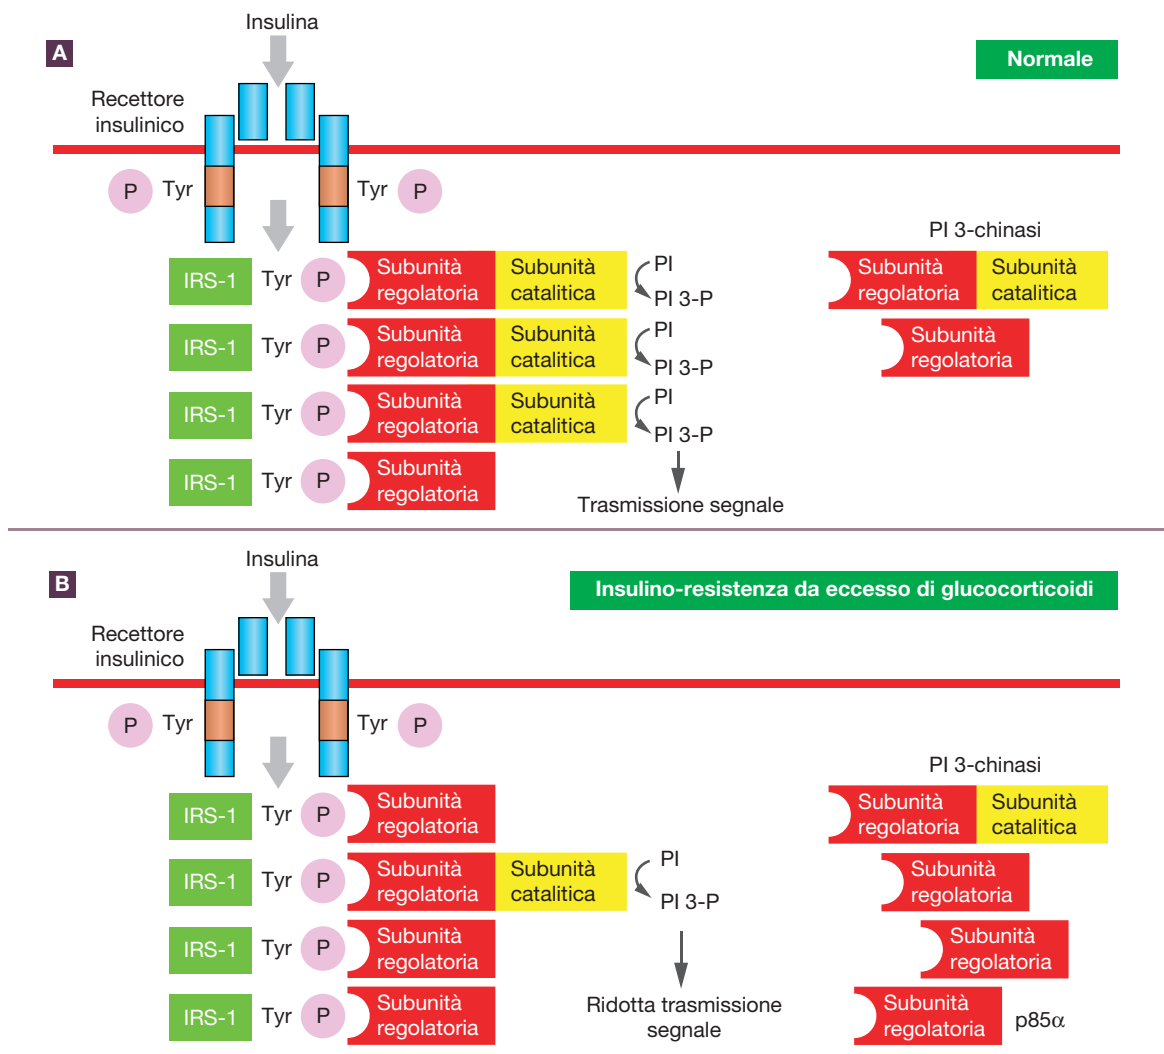 Insulina
A
Normale
Recettore
insulinico
P
Tyr
Tyr
P
PI 3-chinasi
IRS-1
Tyr
P
Subunità
regolatoria
Subunità
catalitica
PI
PI 3-P
Subunità
regolatoria
Subunità
catalitica
IRS-1
Tyr
P
Subunità
regolatoria
Subunità
catalitica
PI
PI 3-P
Subunità
regolatoria
IRS-1
Tyr
P
Subunità
regolatoria
Subunità
catalitica
PI
PI 3-P
IRS-1
Tyr
P
Subunità
regolatoria
Trasmissione segnale
Insulina
B
Insulino-resistenza da eccesso di glucocorticoidi
Recettore
insulinico
P
Tyr
Tyr
P
PI 3-chinasi
IRS-1
Tyr
P
Subunità
regolatoria
Subunità
regolatoria
Subunità
catalitica
IRS-1
Tyr
P
Subunità
regolatoria
Subunità
catalitica
PI
PI 3-P
Subunità
regolatoria
IRS-1
Tyr
P
Subunità
regolatoria
Subunità
regolatoria
IRS-1
Tyr
P
Subunità
regolatoria
Ridotta trasmissione
segnale
Subunità
regolatoria
p85α